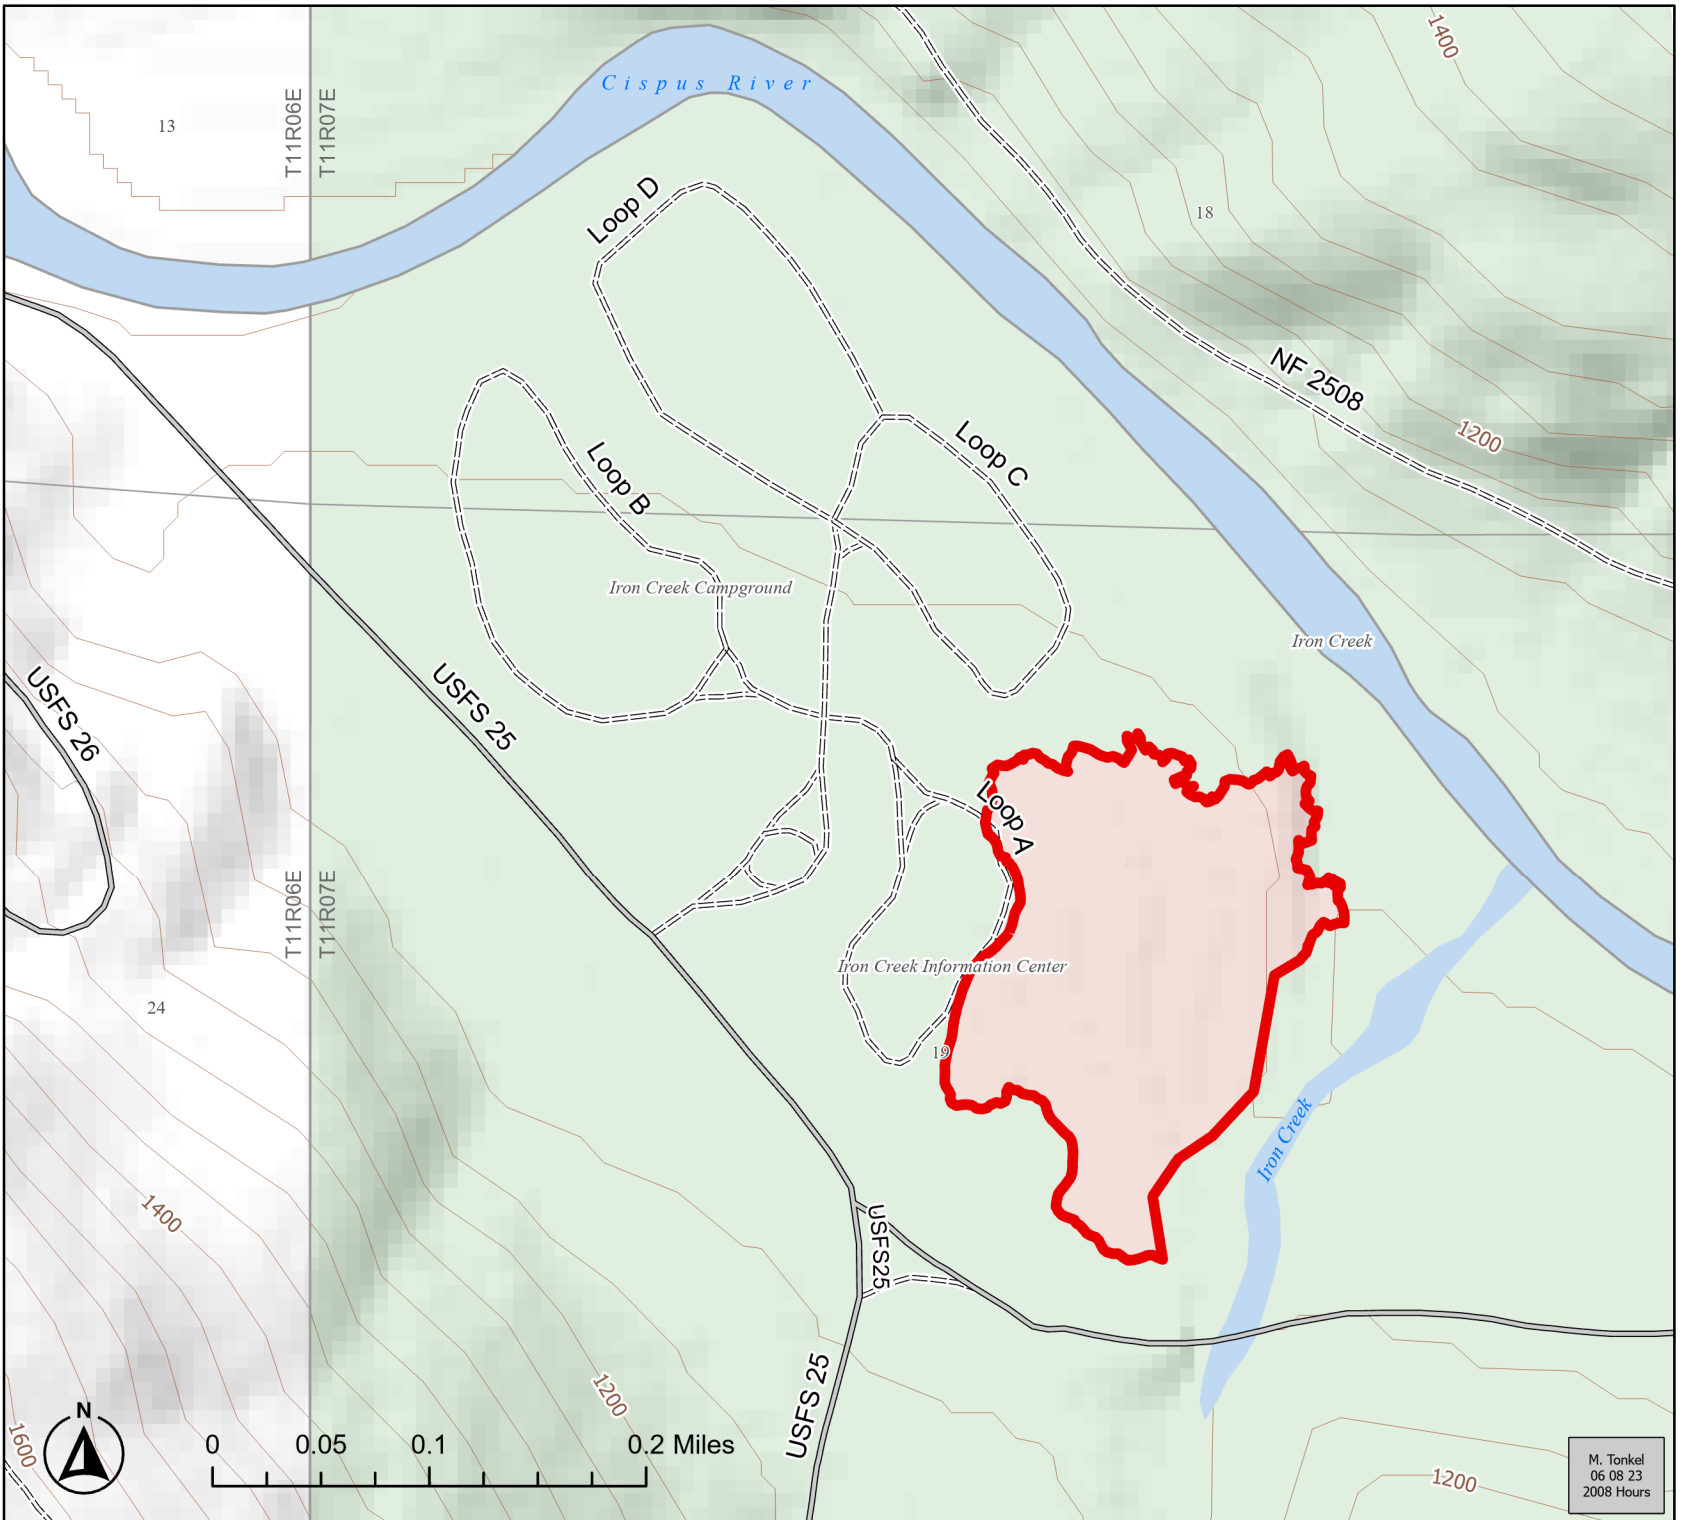 1400
Cispus River
T11R06E
T11R07E
13
Loop D
18
NF 2508
1200
Loop C
Loop B
Iron Creek Campground
Iron Creek
USFS 26
USFS 25
Loop A
T11R06E
T11R07E
Iron Creek Information Center
24
19
Iron Creek
1400
USFS25
USFS 25
1200
1600
N
0 0.05 0.1 0.2 Miles
1200
M. Tonkel
06 08 23
2008 Hours